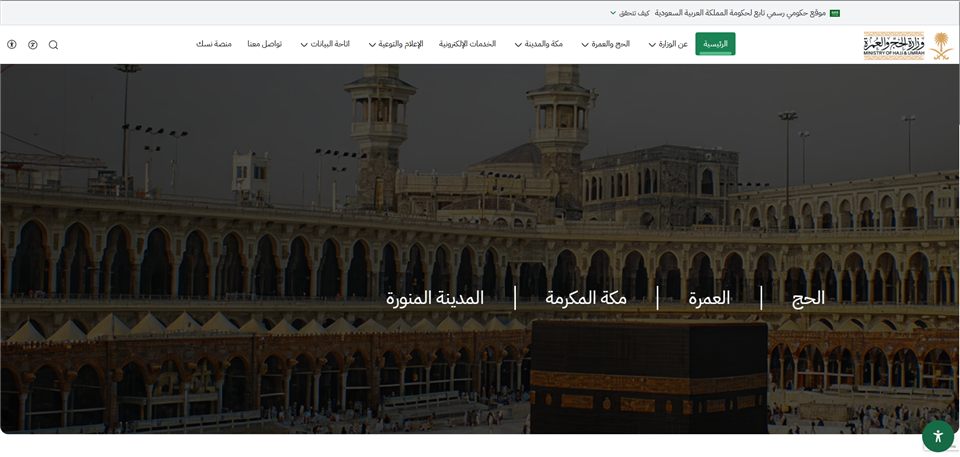 موقع حكومي رسمي تابع لحكومة المملكة العربية السعودية كيف تتحقق
وزارة الحج والعمرة
MINISTRY OF HAJJ & UMRAH
الرئيسية عن الوزارة الحج والعمرة مكة والمدينة الخدمات الإلكترونية الإعلام والتوعية اتاحة البيانات تواصل معنا منصة نسك
الحج | العمرة | مكة المكرمة | المدينة المنورة